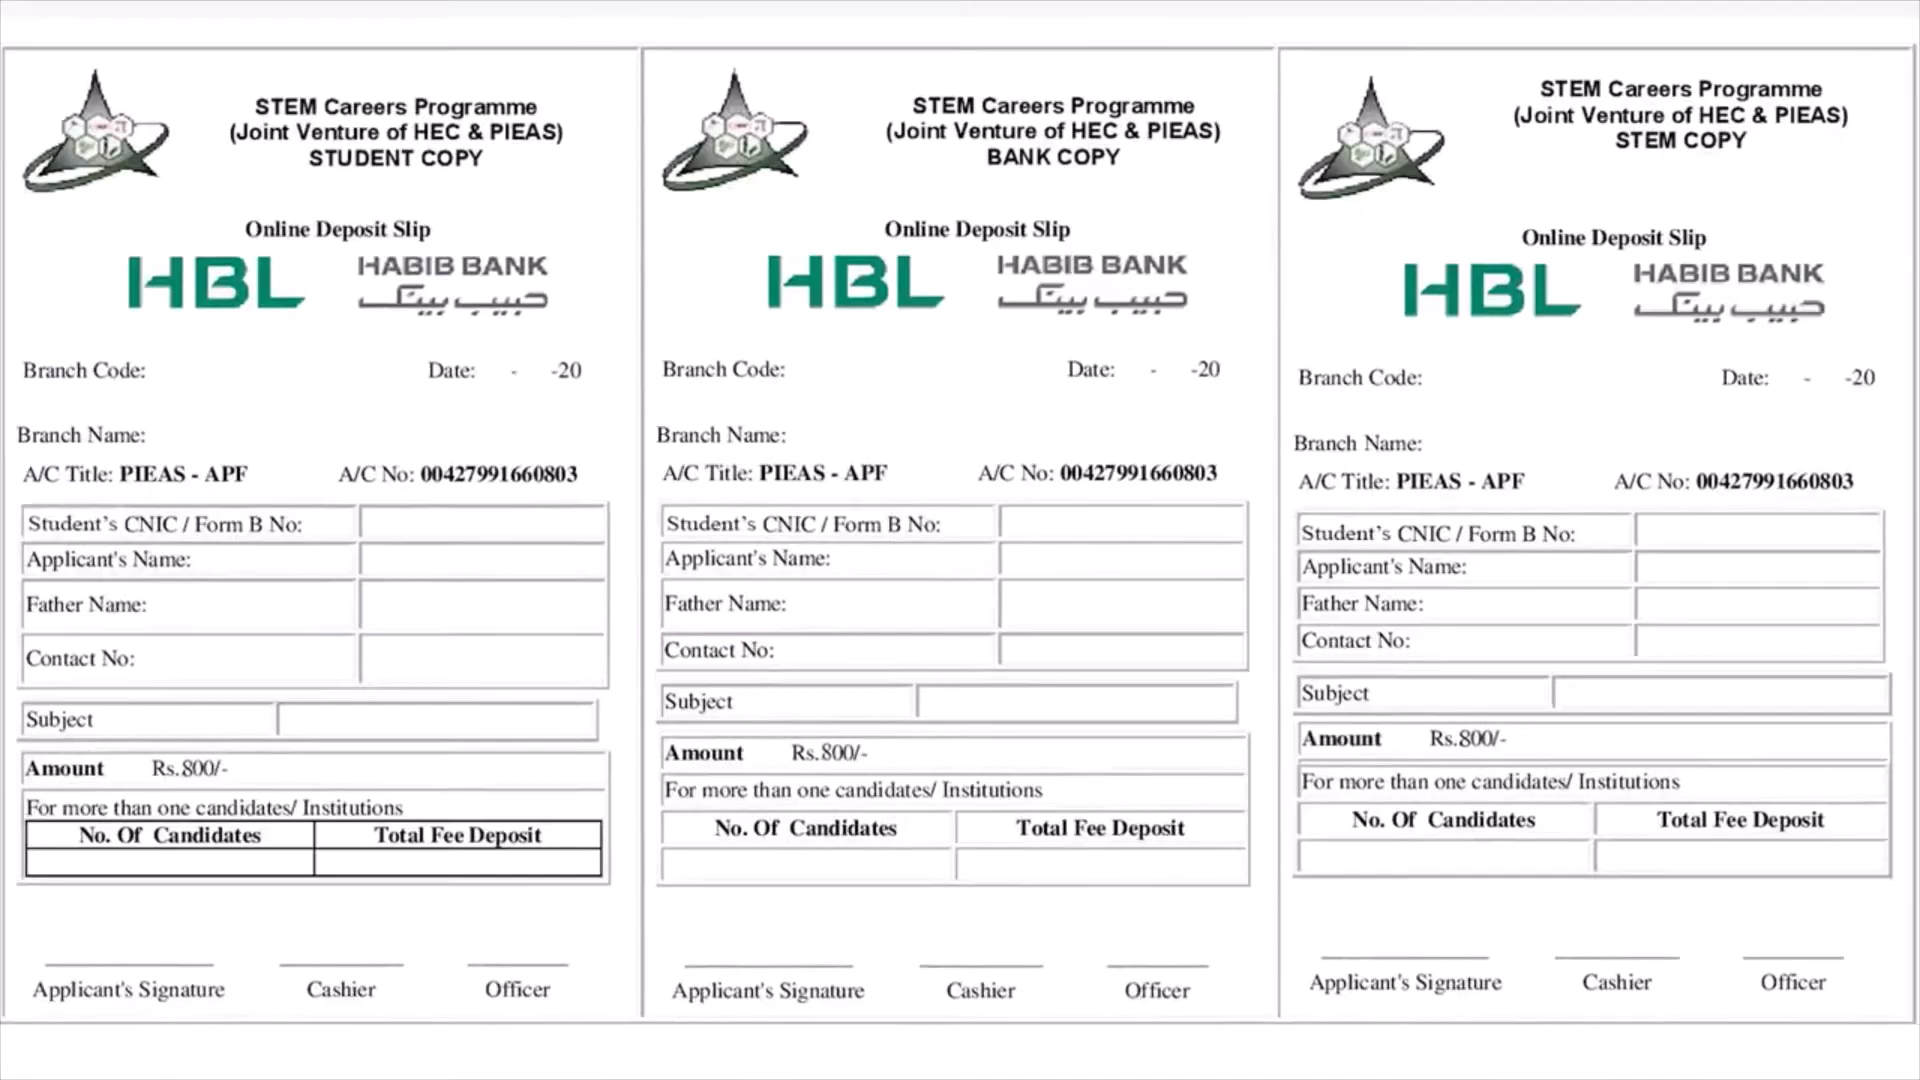 STEM Careers Programme
(Joint Venture of HEC & PIEAS)
STUDENT COPY
Online Deposit Slip
HBL HABIB BANK
حبیب بینک
Branch Code: Date: - -20
Branch Name:
A/C Title: PIEAS - APF A/C No: 00427991660803
Student's CNIC / Form B No:
Applicant's Name:
Father Name:
Contact No:
Subject
Amount Rs.800/-
For more than one candidates/ Institutions
No. Of Candidates Total Fee Deposit
Applicant's Signature Cashier Officer
STEM Careers Programme
(Joint Venture of HEC & PIEAS)
BANK COPY
Online Deposit Slip
HBL HABIB BANK
حبیب بینک
Branch Code: Date: - -20
Branch Name:
A/C Title: PIEAS - APF A/C No: 00427991660803
Student's CNIC / Form B No:
Applicant's Name:
Father Name:
Contact No:
Subject
Amount Rs.800/-
For more than one candidates/ Institutions
No. Of Candidates Total Fee Deposit
Applicant's Signature Cashier Officer
STEM Careers Programme
(Joint Venture of HEC & PIEAS)
STEM COPY
Online Deposit Slip
HBL HABIB BANK
حبیب بینک
Branch Code: Date: - -20
Branch Name:
A/C Title: PIEAS - APF A/C No: 00427991660803
Student's CNIC / Form B No:
Applicant's Name:
Father Name:
Contact No:
Subject
Amount Rs.800/-
For more than one candidates/ Institutions
No. Of Candidates Total Fee Deposit
Applicant's Signature Cashier Officer